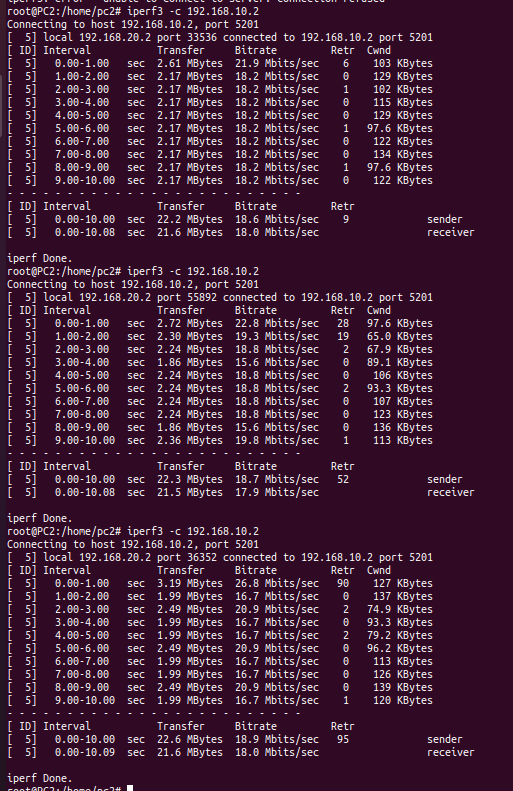 iperf3: error - unable to connect to server: Connection refused
root@PC2:/home/pc2# iperf3 -c 192.168.10.2
Connecting to host 192.168.10.2, port 5201
[  5] local 192.168.20.2 port 33536 connected to 192.168.10.2 port 5201
[ ID] Interval           Transfer     Bitrate         Retr  Cwnd
[  5]   0.00-1.00   sec  2.61 MBytes  21.9 Mbits/sec    6    103 KBytes
[  5]   1.00-2.00   sec  2.17 MBytes  18.2 Mbits/sec    0    129 KBytes
[  5]   2.00-3.00   sec  2.17 MBytes  18.2 Mbits/sec    1    102 KBytes
[  5]   3.00-4.00   sec  2.17 MBytes  18.2 Mbits/sec    0    115 KBytes
[  5]   4.00-5.00   sec  2.17 MBytes  18.2 Mbits/sec    0    129 KBytes
[  5]   5.00-6.00   sec  2.17 MBytes  18.2 Mbits/sec    1   97.6 KBytes
[  5]   6.00-7.00   sec  2.17 MBytes  18.2 Mbits/sec    0    122 KBytes
[  5]   7.00-8.00   sec  2.17 MBytes  18.2 Mbits/sec    0    134 KBytes
[  5]   8.00-9.00   sec  2.17 MBytes  18.2 Mbits/sec    1   97.6 KBytes
[  5]   9.00-10.00  sec  2.17 MBytes  18.2 Mbits/sec    0    122 KBytes
- - - - - - - - - - - - - - - - - - - - - - - - -
[ ID] Interval           Transfer     Bitrate         Retr
[  5]   0.00-10.00  sec  22.2 MBytes  18.6 Mbits/sec    9             sender
[  5]   0.00-10.08  sec  21.6 MBytes  18.0 Mbits/sec                  receiver
iperf Done.
root@PC2:/home/pc2# iperf3 -c 192.168.10.2
Connecting to host 192.168.10.2, port 5201
[  5] local 192.168.20.2 port 55892 connected to 192.168.10.2 port 5201
[ ID] Interval           Transfer     Bitrate         Retr  Cwnd
[  5]   0.00-1.00   sec  2.72 MBytes  22.8 Mbits/sec   28   97.6 KBytes
[  5]   1.00-2.00   sec  2.30 MBytes  19.3 Mbits/sec   19   65.0 KBytes
[  5]   2.00-3.00   sec  2.24 MBytes  18.8 Mbits/sec    2   67.9 KBytes
[  5]   3.00-4.00   sec  1.86 MBytes  15.6 Mbits/sec    0   89.1 KBytes
[  5]   4.00-5.00   sec  2.24 MBytes  18.8 Mbits/sec    0    106 KBytes
[  5]   5.00-6.00   sec  2.24 MBytes  18.8 Mbits/sec    2   93.3 KBytes
[  5]   6.00-7.00   sec  2.24 MBytes  18.8 Mbits/sec    0    107 KBytes
[  5]   7.00-8.00   sec  2.24 MBytes  18.8 Mbits/sec    0    123 KBytes
[  5]   8.00-9.00   sec  1.86 MBytes  15.6 Mbits/sec    0    136 KBytes
[  5]   9.00-10.00  sec  2.36 MBytes  19.8 Mbits/sec    1    113 KBytes
- - - - - - - - - - - - - - - - - - - - - - - - -
[ ID] Interval           Transfer     Bitrate         Retr
[  5]   0.00-10.00  sec  22.3 MBytes  18.7 Mbits/sec   52             sender
[  5]   0.00-10.08  sec  21.5 MBytes  17.9 Mbits/sec                  receiver
iperf Done.
root@PC2:/home/pc2# iperf3 -c 192.168.10.2
Connecting to host 192.168.10.2, port 5201
[  5] local 192.168.20.2 port 36352 connected to 192.168.10.2 port 5201
[ ID] Interval           Transfer     Bitrate         Retr  Cwnd
[  5]   0.00-1.00   sec  3.19 MBytes  26.8 Mbits/sec   90    127 KBytes
[  5]   1.00-2.00   sec  1.99 MBytes  16.7 Mbits/sec    0    137 KBytes
[  5]   2.00-3.00   sec  2.49 MBytes  20.9 Mbits/sec    2   74.9 KBytes
[  5]   3.00-4.00   sec  1.99 MBytes  16.7 Mbits/sec    0   93.3 KBytes
[  5]   4.00-5.00   sec  1.99 MBytes  16.7 Mbits/sec    2   79.2 KBytes
[  5]   5.00-6.00   sec  2.49 MBytes  20.9 Mbits/sec    0   96.2 KBytes
[  5]   6.00-7.00   sec  1.99 MBytes  16.7 Mbits/sec    0    113 KBytes
[  5]   7.00-8.00   sec  1.99 MBytes  16.7 Mbits/sec    0    126 KBytes
[  5]   8.00-9.00   sec  2.49 MBytes  20.9 Mbits/sec    0    139 KBytes
[  5]   9.00-10.00  sec  1.99 MBytes  16.7 Mbits/sec    1    120 KBytes
- - - - - - - - - - - - - - - - - - - - - - - - -
[ ID] Interval           Transfer     Bitrate         Retr
[  5]   0.00-10.00  sec  22.6 MBytes  18.9 Mbits/sec   95             sender
[  5]   0.00-10.09  sec  21.6 MBytes  18.0 Mbits/sec                  receiver
iperf Done.
root@PC2:/home/pc2#